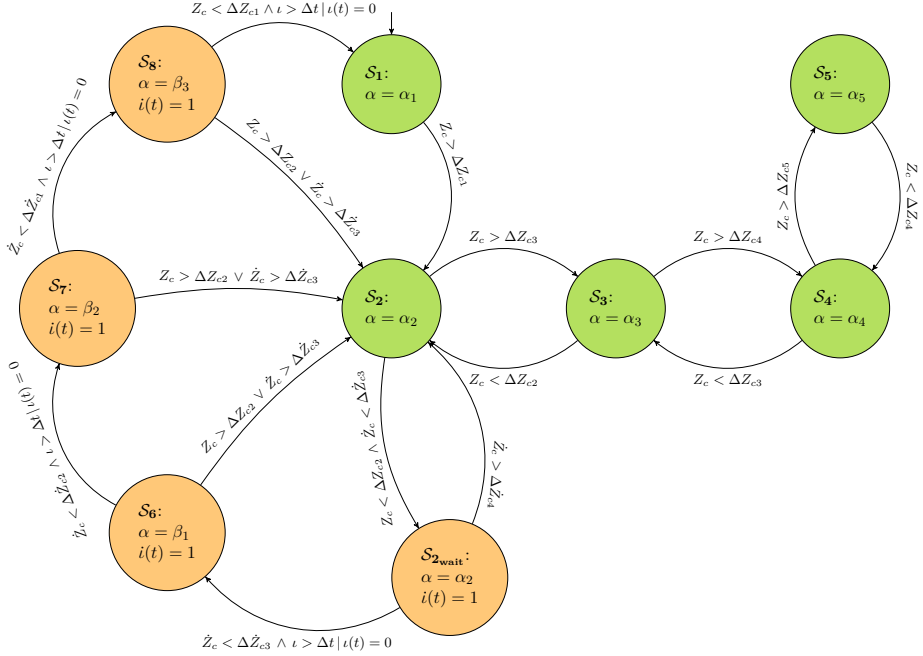 Z_c < ΔZ_{c1} ∧ ι > Δt | ι(t) = 0
S_8:
α = β_3
i(t) = 1
S_1:
α = α_1
S_5:
α = α_5
Ż_c < ΔŻ_{c1} ∧ ι > Δt | ι(t) = 0
Z_c > ΔZ_{c2} ∨ Ż_c > ΔŻ_{c3}
Z_c > ΔZ_{c1}
Z_c > ΔZ_{c5}
Z_c < ΔZ_{c4}
S_7:
α = β_2
i(t) = 1
Z_c > ΔZ_{c2} ∨ Ż_c > ΔŻ_{c3}
S_2:
α = α_2
Z_c > ΔZ_{c3}
S_3:
α = α_3
Z_c > ΔZ_{c4}
S_4:
α = α_4
Z_c < ΔZ_{c2}
Z_c < ΔZ_{c3}
Ż_c < ΔŻ_{c2} ∧ ι > Δt | ι(t) = 0
Z_c > ΔZ_{c2} ∨ Ż_c > ΔŻ_{c3}
Z_c < ΔZ_{c2} ∧ Ż_c < ΔŻ_{c3}
Ż_c > ΔŻ_{c4}
S_6:
α = β_1
i(t) = 1
S_{2wait}:
α = α_2
i(t) = 1
Ż_c < ΔŻ_{c3} ∧ ι > Δt | ι(t) = 0